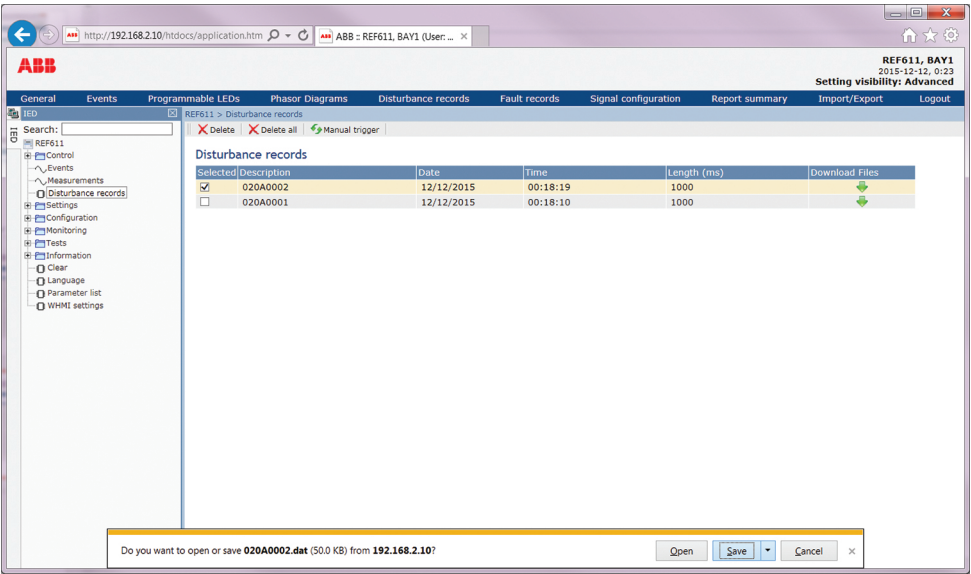 http://192.168.2.10/htdocs/application.htm
ABB :: REF611, BAY1 (User: ...
ABB
REF611, BAY1
2015-12-12, 0:23
Setting visibility: Advanced
General Events Programmable LEDs Phasor Diagrams Disturbance records Fault records Signal configuration Report summary Import/Export Logout
IED
IED
REF611 > Disturbance records
Search:
Delete Delete all Manual trigger
REF611
Control
Events
Measurements
Disturbance records
Settings
Configuration
Monitoring
Tests
Information
Clear
Language
Parameter list
WHMI settings
Disturbance records
Selected Description Date Time Length (ms) Download Files
020A0002 12/12/2015 00:18:19 1000
020A0001 12/12/2015 00:18:10 1000
Do you want to open or save 020A0002.dat (50.0 KB) from 192.168.2.10?
Open Save Cancel